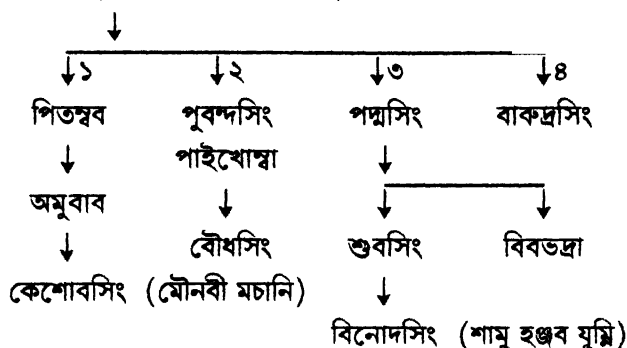 ১ ২ ৩ ৪
পিতম্বব পুবন্দসিং পদ্মসিং বাকদ্রসিং
পাইখোম্বা
অমুবাব
বৌধসিং শুবসিং বিবভদ্রা
কেশোবসিং (মৌনবী মচানি)
বিনোদসিং (শামু হঞ্জব যুম্নি)